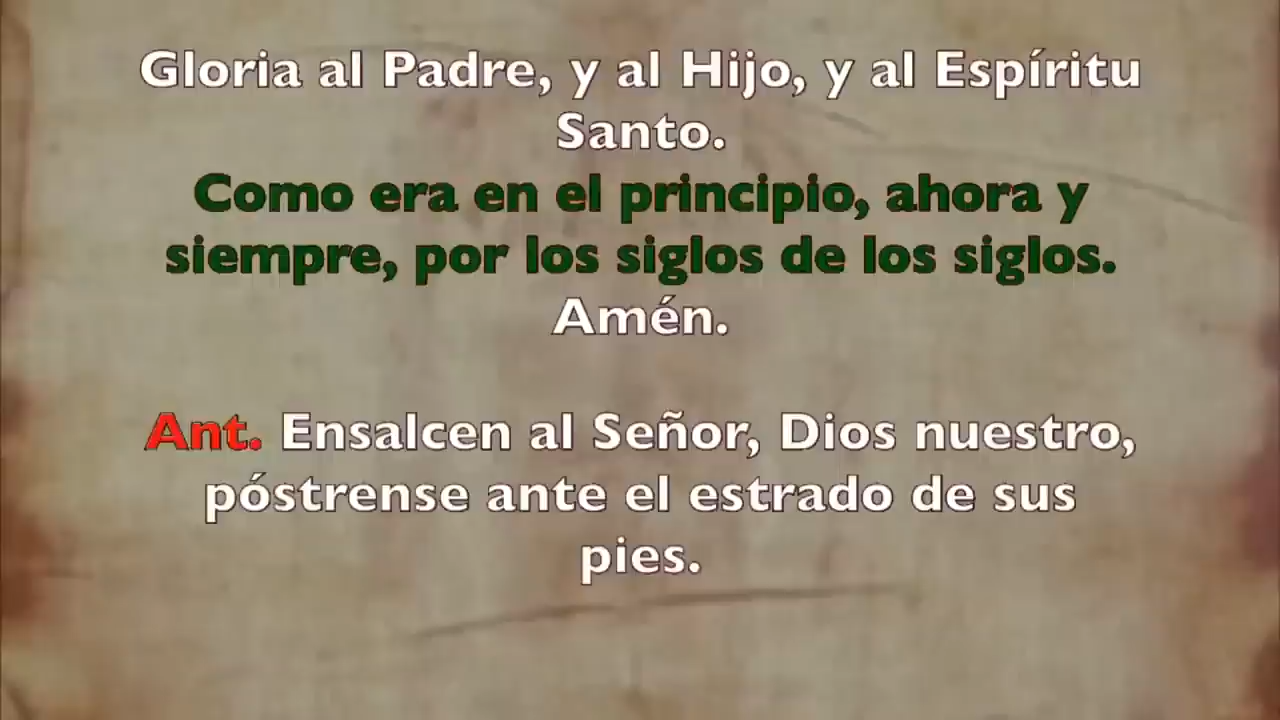 Gloria al Padre, y al Hijo, y al Espíritu
Santo.
Como era en el principio, ahora y
siempre, por los siglos de los siglos.
Amén.
Ant. Ensalcen al Señor, Dios nuestro,
póstrense ante el estrado de sus
pies.